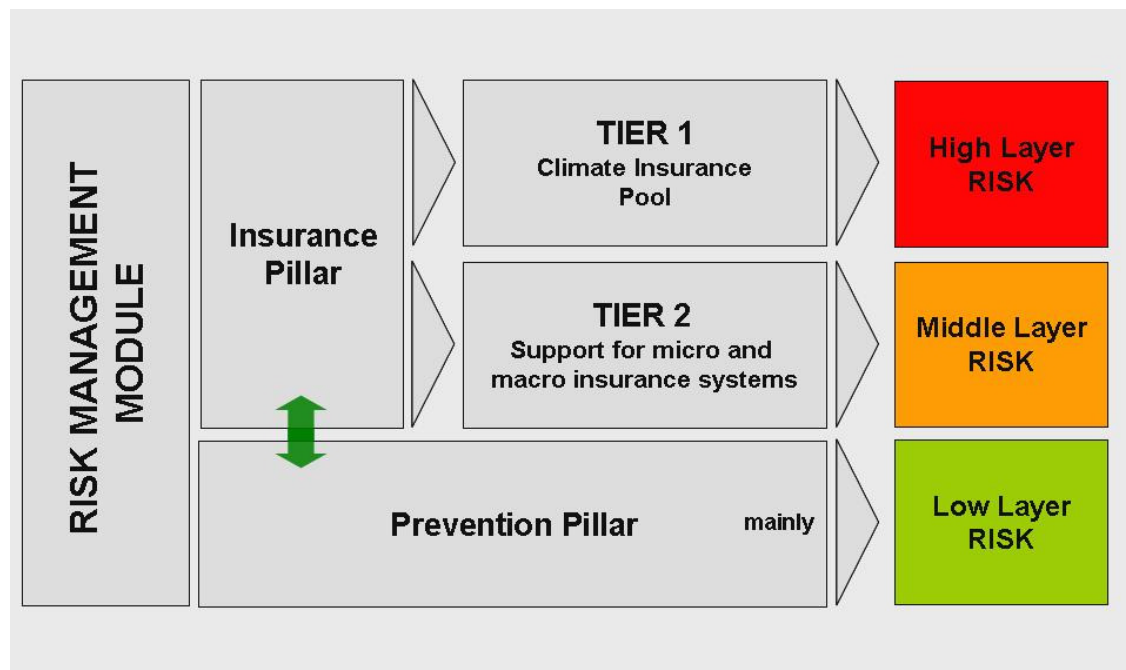 RISK MANAGEMENT
MODULE
Insurance
Pillar
TIER 1
Climate Insurance
Pool
High Layer
RISK
TIER 2
Support for micro and
macro insurance systems
Middle Layer
RISK
Prevention Pillar
mainly
Low Layer
RISK